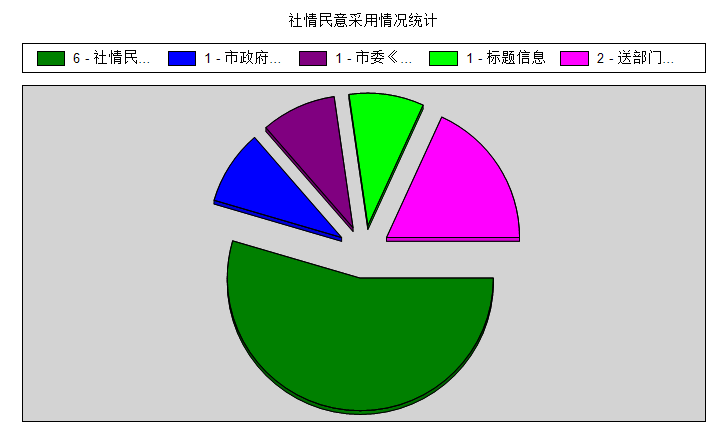 社情民意采用情况统计
6 - 社情民... 1 - 市政府... 1 - 市委《... 1 - 标题信息 2 - 送部门...